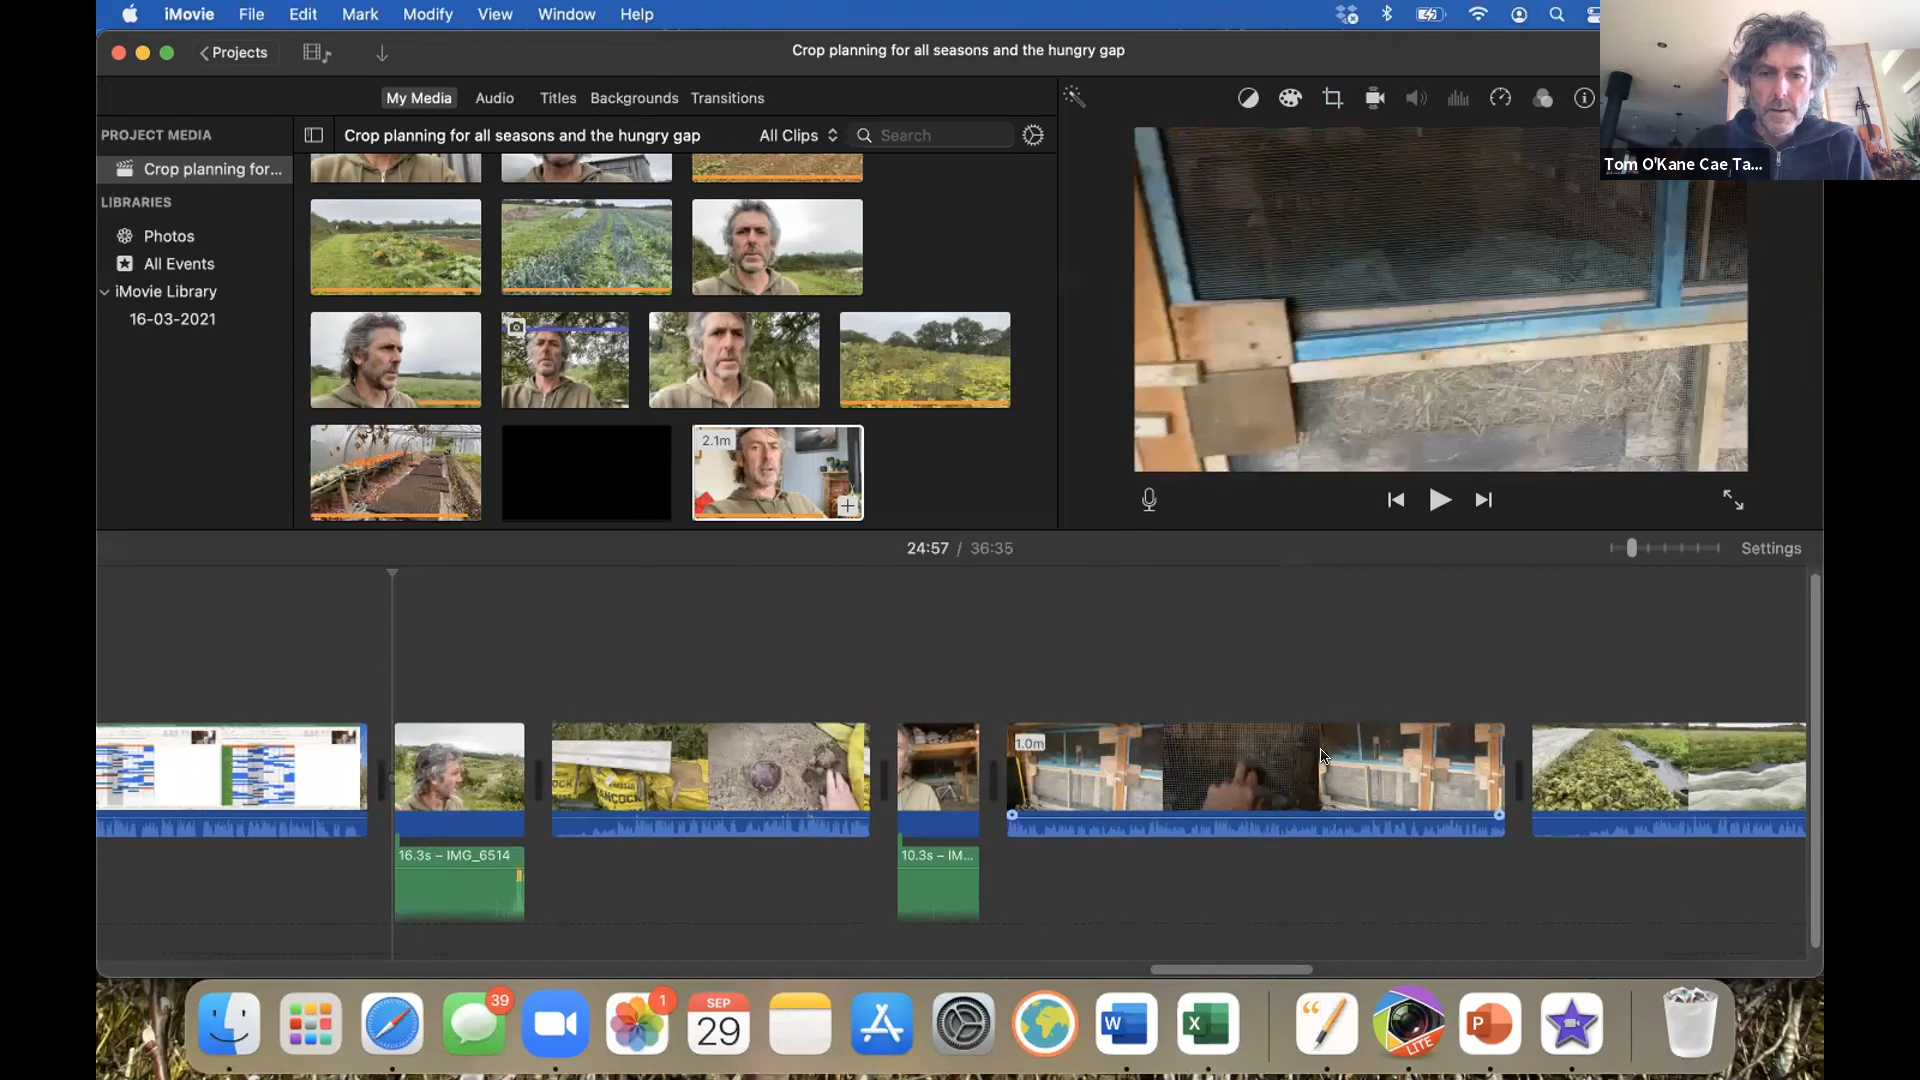 iMovie File Edit Mark Modify View Window Help
Projects
Crop planning for all seasons and the hungry gap
My Media Audio Titles Backgrounds Transitions
PROJECT MEDIA
Crop planning for all seasons and the hungry gap
All Clips
Search
Crop planning for...
LIBRARIES
Photos
All Events
iMovie Library
16-03-2021
Tom O'Kane Cae Ta...
2.1m
24:57 / 36:35
Settings
1.0m
16.3s – IMG_6514
10.3s – IM...
39
1
SEP
29
W
X
LITE
P